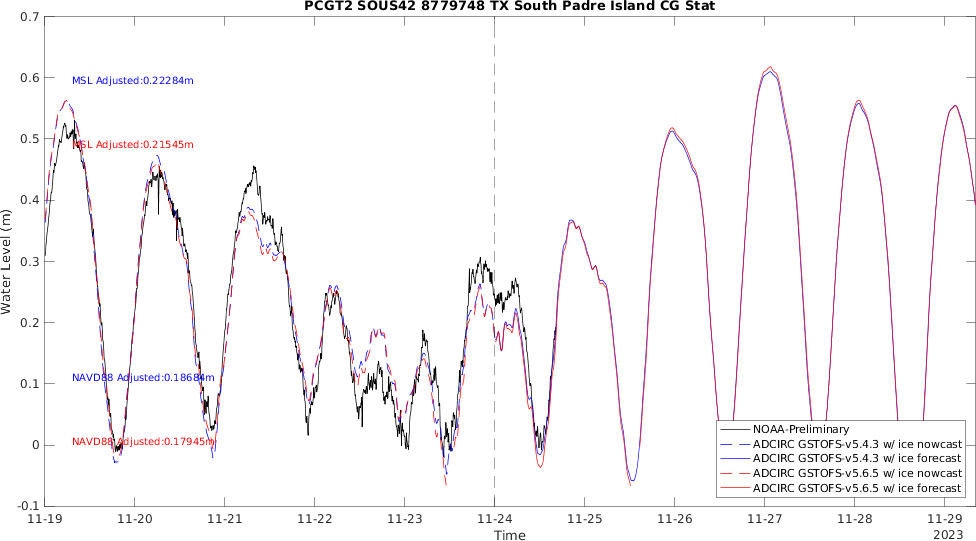 PCGT2 SOUS42 8779748 TX South Padre Island CG Stat
0.7
0.6
0.5
0.4
0.3
0.2
0.1
0
-0.1
Water Level (m)
MSL Adjusted:0.22284m
MSL Adjusted:0.21545m
NAVD88 Adjusted:0.18684m
NAVD88 Adjusted:0.17945m
NOAA-Preliminary
ADCIRC GSTOFS-v5.4.3 w/ ice nowcast
ADCIRC GSTOFS-v5.4.3 w/ ice forecast
ADCIRC GSTOFS-v5.6.5 w/ ice nowcast
ADCIRC GSTOFS-v5.6.5 w/ ice forecast
11-19 11-20 11-21 11-22 11-23 11-24 11-25 11-26 11-27 11-28 11-29
Time
2023